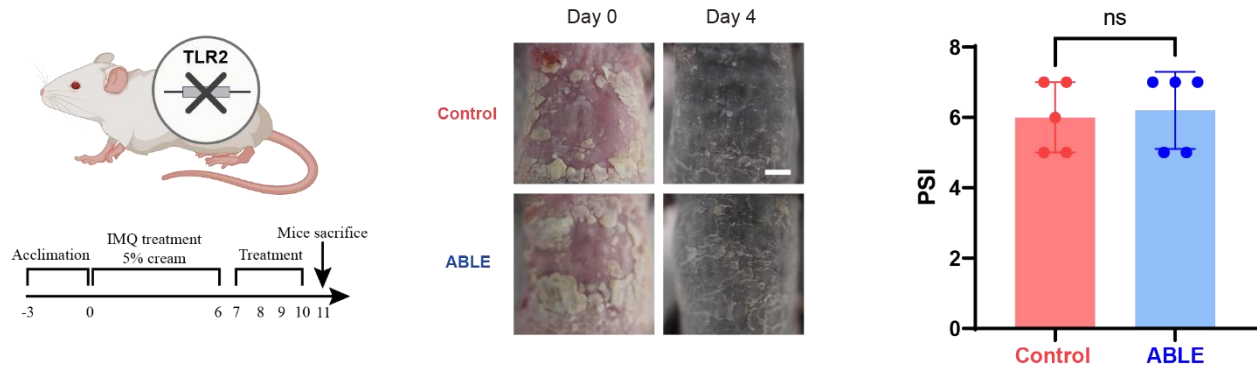 TLR2
Mice sacrifice
IMQ treatment
5% cream
Acclimation
Treatment
-3 0 6 7 8 9 10 11
Day 0 Day 4
Control
ABLE
ns
8
6
4
2
0
PSI
Control ABLE